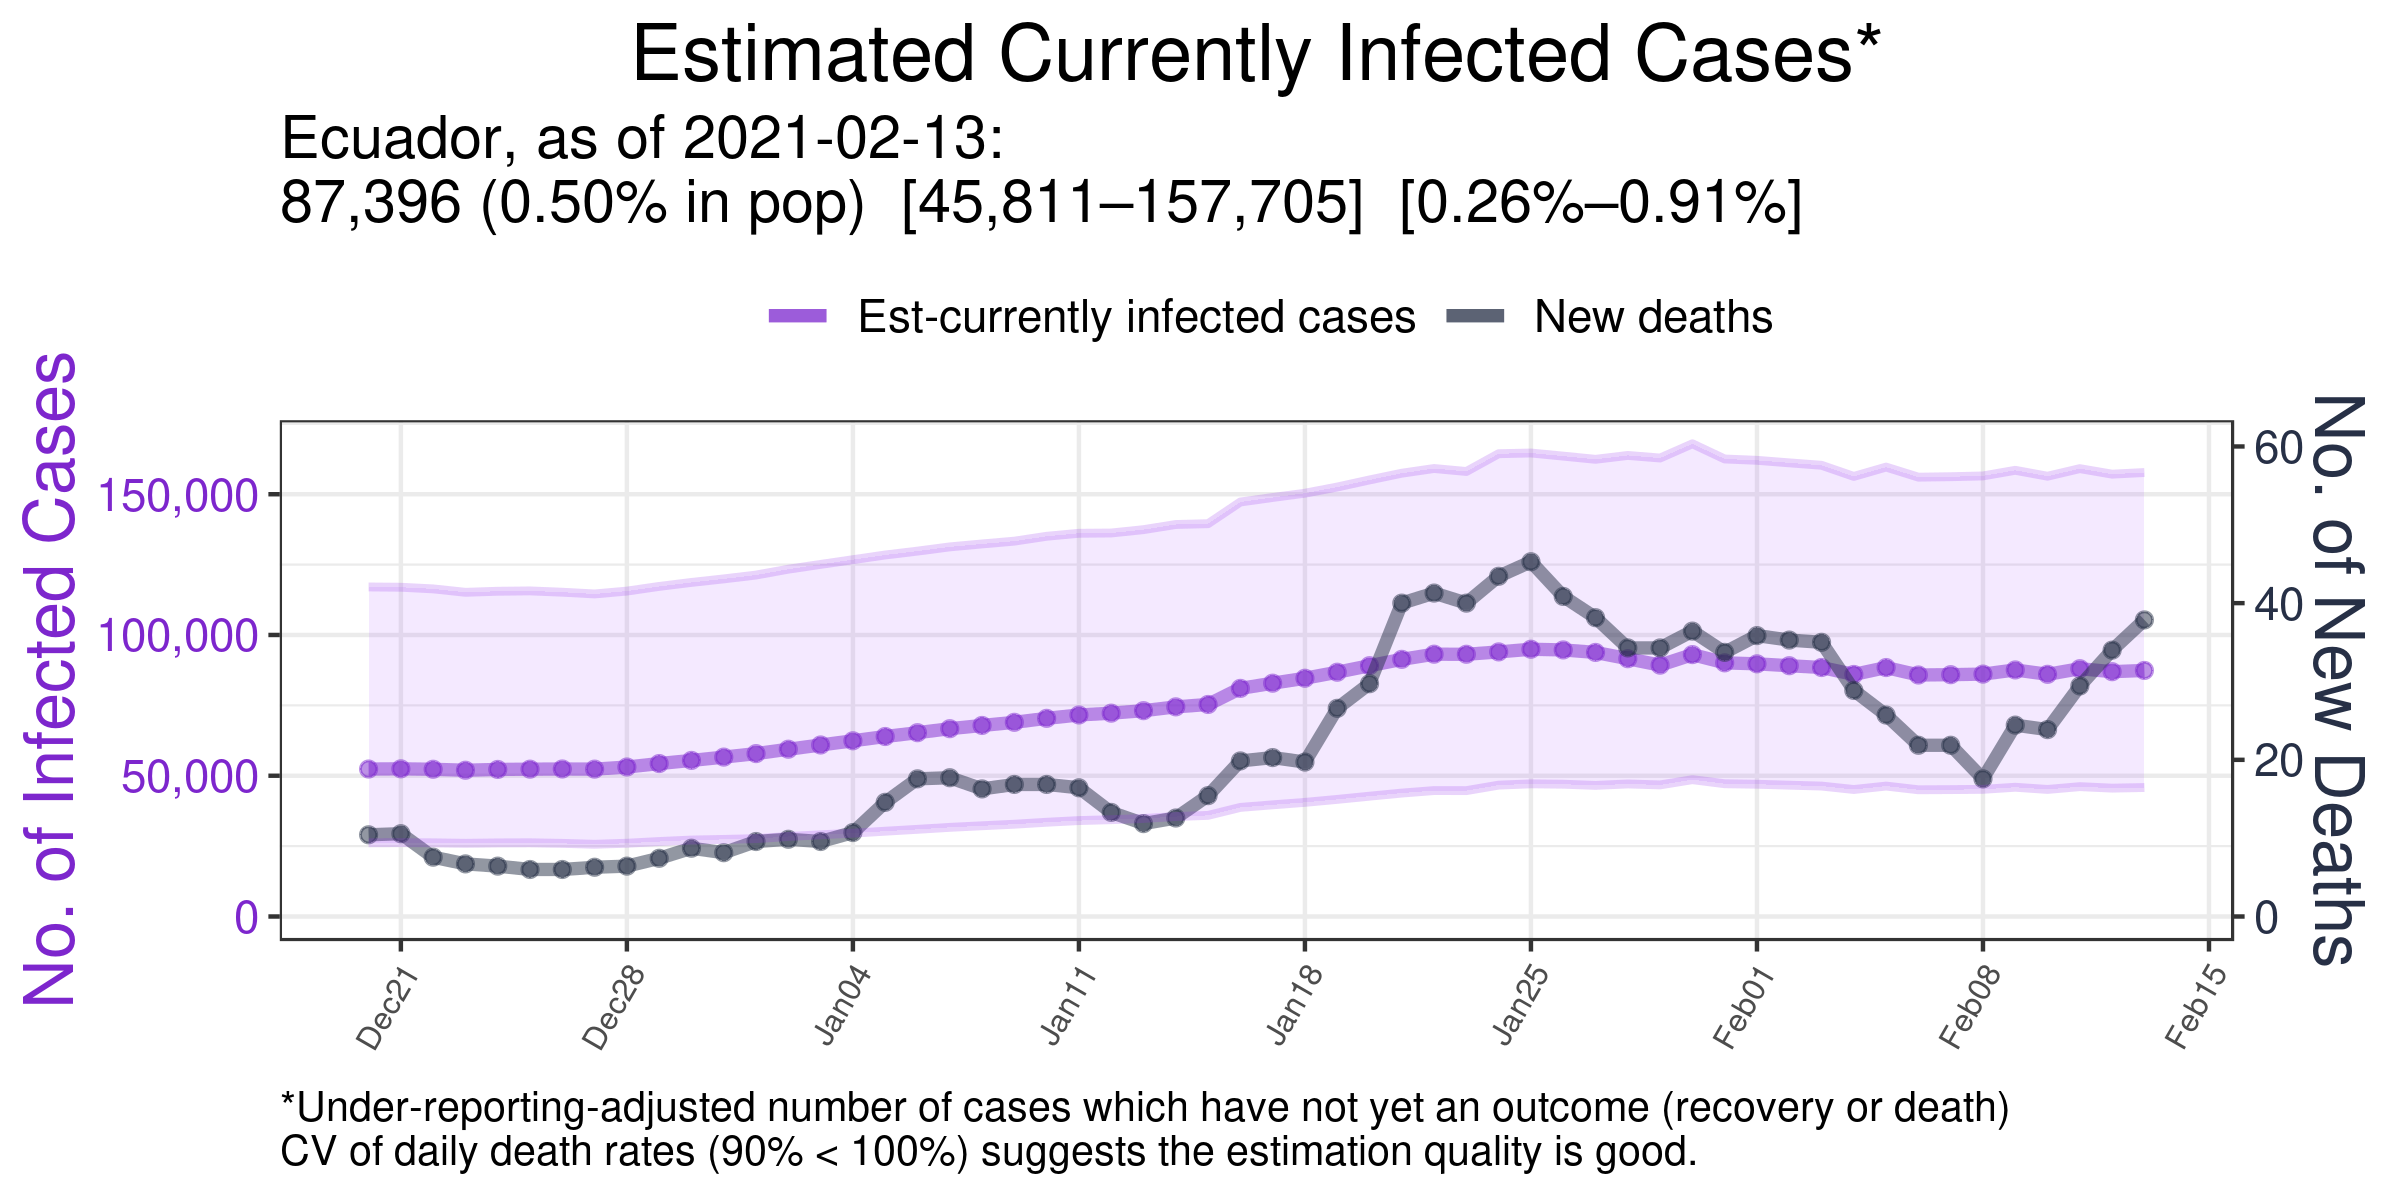 Estimated Currently Infected Cases*
Ecuador, as of 2021-02-13:
87,396 (0.50% in pop)  [45,811–157,705]  [0.26%–0.91%]
Est-currently infected cases
New deaths
No. of Infected Cases
150,000
100,000
50,000
0
60
40
20
0
No. of New Deaths
Dec21
Dec28
Jan04
Jan11
Jan18
Jan25
Feb01
Feb08
Feb15
*Under-reporting-adjusted number of cases which have not yet an outcome (recovery or death)
CV of daily death rates (90% < 100%) suggests the estimation quality is good.